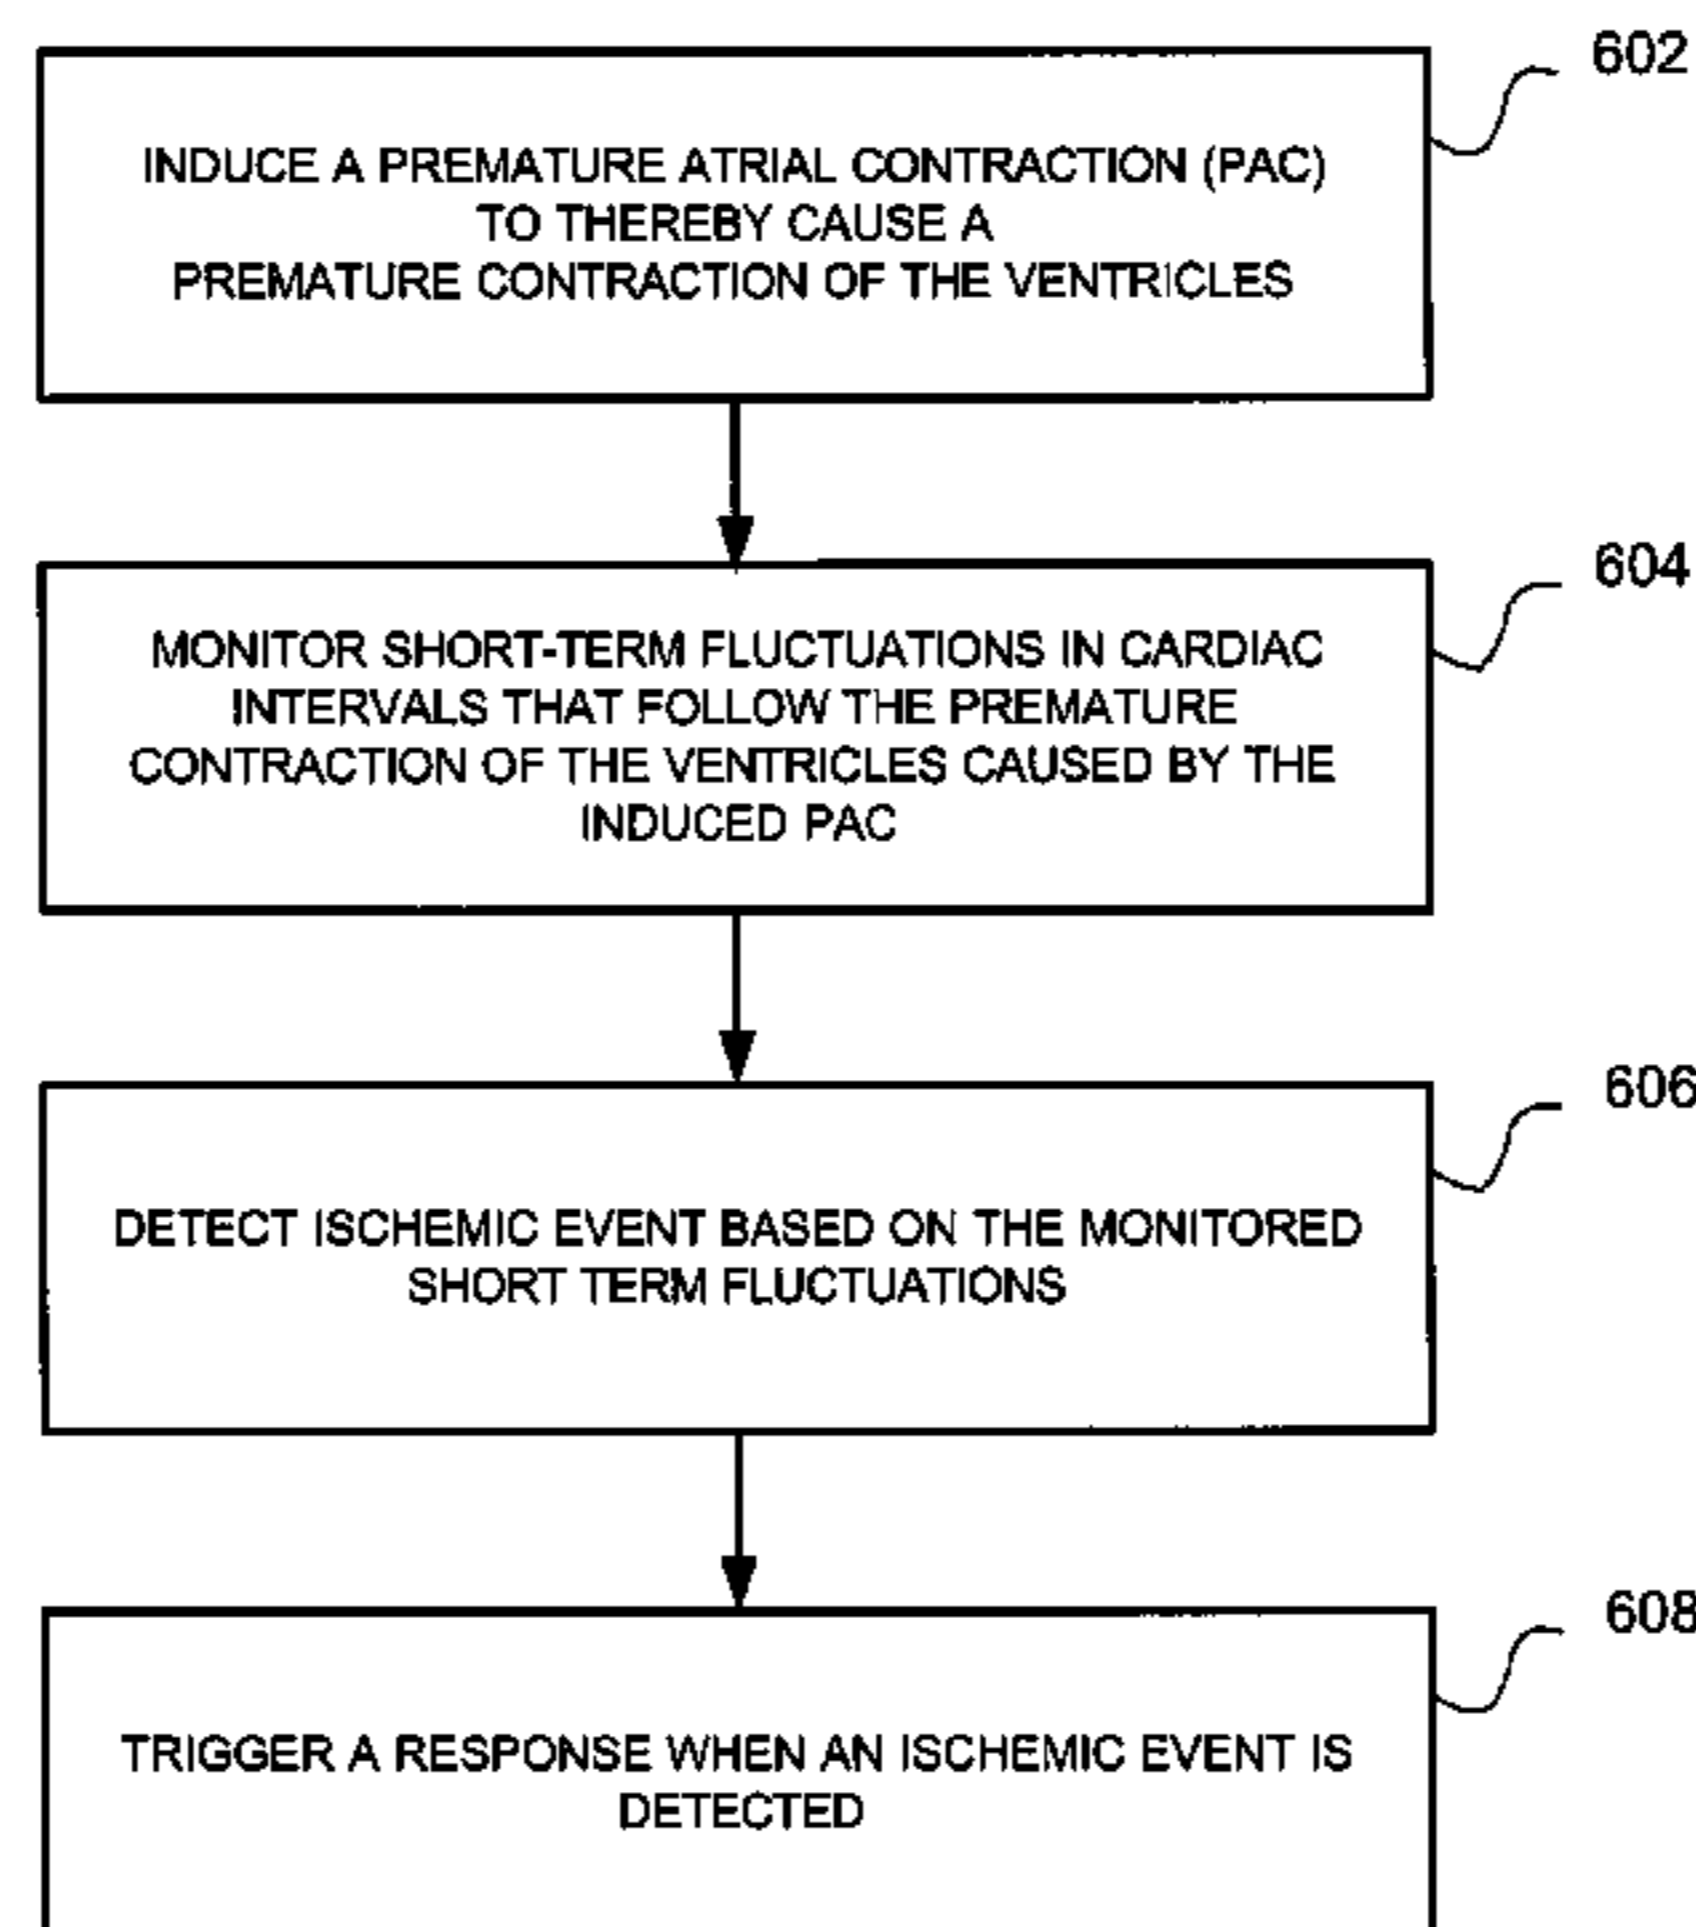 602
INDUCE A PREMATURE ATRIAL CONTRACTION (PAC)
TO THEREBY CAUSE A
PREMATURE CONTRACTION OF THE VENTRICLES
604
MONITOR SHORT-TERM FLUCTUATIONS IN CARDIAC
INTERVALS THAT FOLLOW THE PREMATURE
CONTRACTION OF THE VENTRICLES CAUSED BY THE
INDUCED PAC
606
DETECT ISCHEMIC EVENT BASED ON THE MONITORED
SHORT TERM FLUCTUATIONS
608
TRIGGER A RESPONSE WHEN AN ISCHEMIC EVENT IS
DETECTED